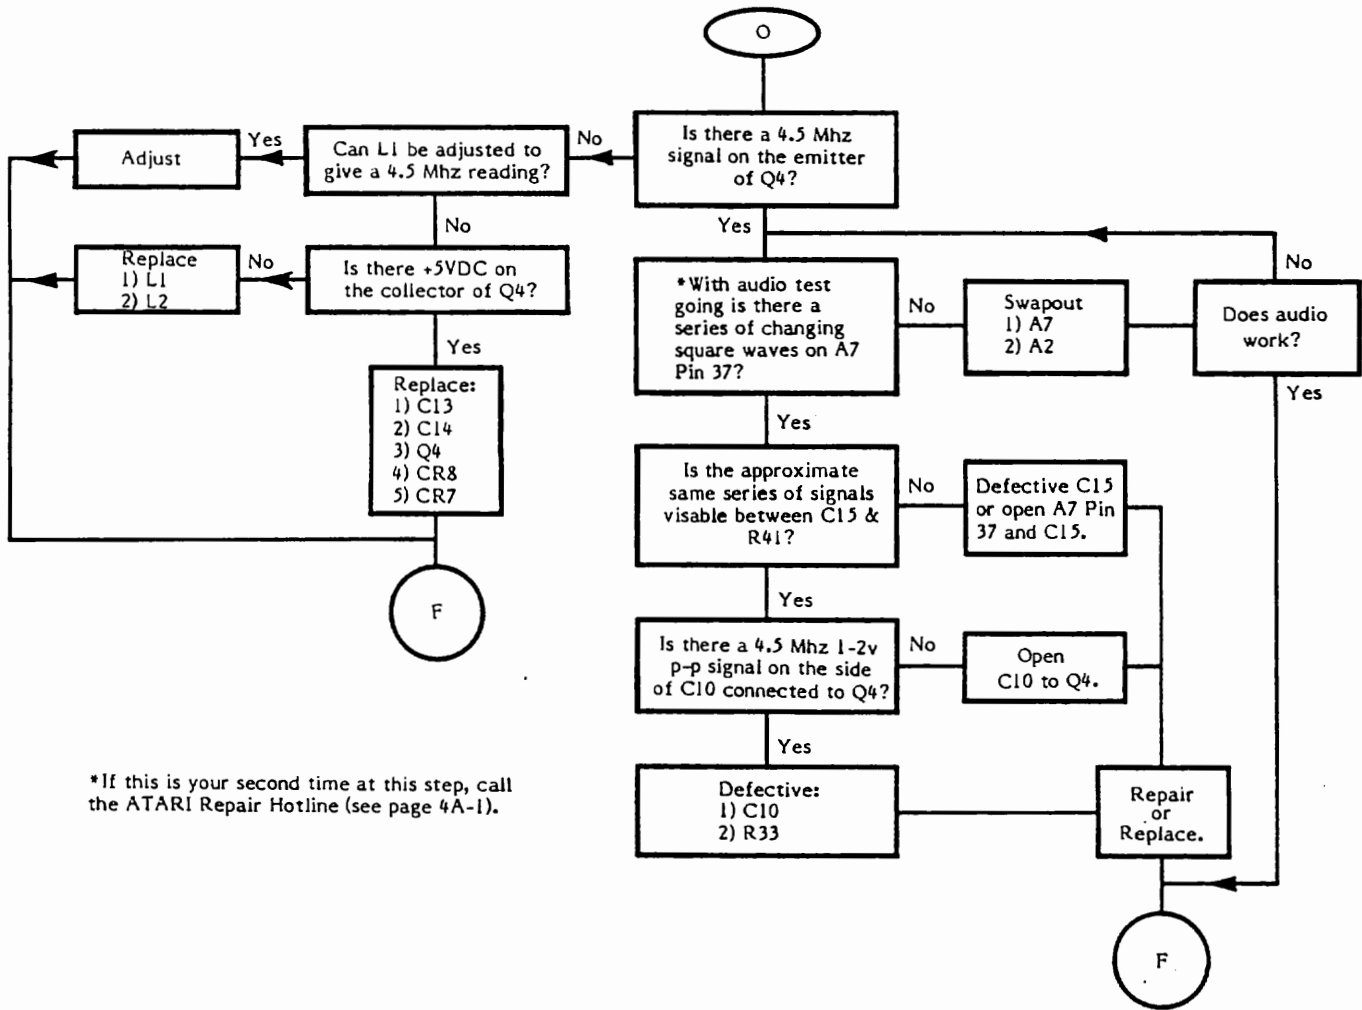 O
Is there a 4.5 Mhz
signal on the emitter
of Q4?
No
Can L1 be adjusted to
give a 4.5 Mhz reading?
Yes
Adjust
No
Is there +5VDC on
the collector of Q4?
No
Replace
1) L1
2) L2
Yes
Replace:
1) C13
2) C14
3) Q4
4) CR8
5) CR7
F
Yes
*With audio test
going is there a
series of changing
square waves on A7
Pin 37?
No
Swapout
1) A7
2) A2
Does audio
work?
No
Yes
Yes
Is the approximate
same series of signals
visable between C15 &
R41?
No
Defective C15
or open A7 Pin
37 and C15.
Yes
Is there a 4.5 Mhz 1-2v
p-p signal on the side
of C10 connected to Q4?
No
Open
C10 to Q4.
Yes
Defective:
1) C10
2) R33
Repair
or
Replace.
F
*If this is your second time at this step, call
the ATARI Repair Hotline (see page 4A-1).